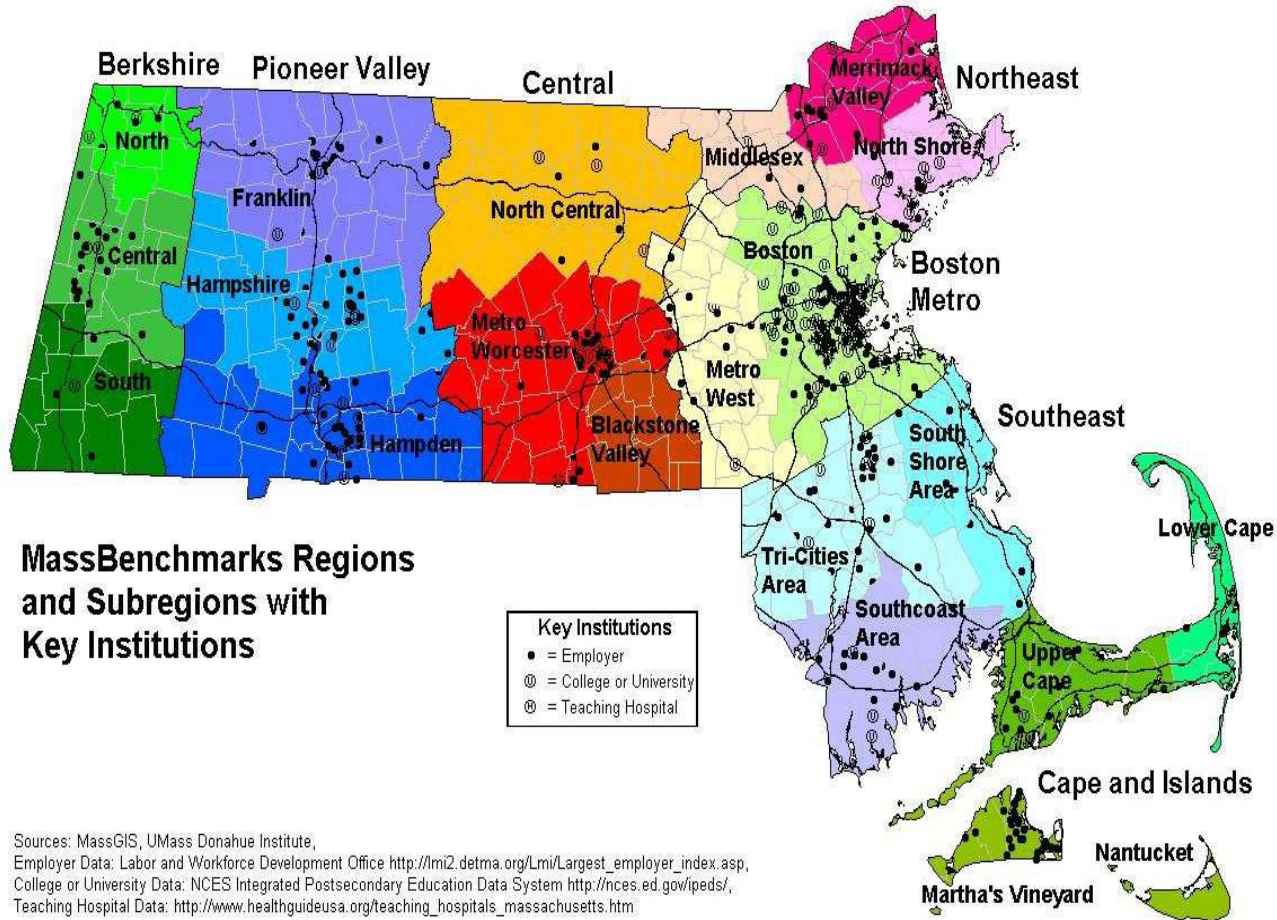 Berkshire
Pioneer Valley
Central
Northeast
Merrimack
Valley
North
North Shore
Middlesex
Franklin
North Central
Central
Boston
Hampshire
Boston
Metro
Metro
Worcester
Metro
West
South
Blackstone
Valley
Hampden
Southeast
South
Shore
Area
Lower Cape
Tri-Cities
Area
Southcoast
Area
Upper
Cape
MassBenchmarks Regions
and Subregions with
Key Institutions
Key Institutions
• = Employer
Ⓤ = College or University
Ⓗ = Teaching Hospital
Cape and Islands
Nantucket
Martha's Vineyard
Sources: MassGIS, UMass Donahue Institute,
Employer Data: Labor and Workforce Development Office http://lmi2.detma.org/Lmi/Largest_employer_index.asp,
College or University Data: NCES Integrated Postsecondary Education Data System http://nces.ed.gov/ipeds/,
Teaching Hospital Data: http://www.healthguideusa.org/teaching_hospitals_massachusetts.htm